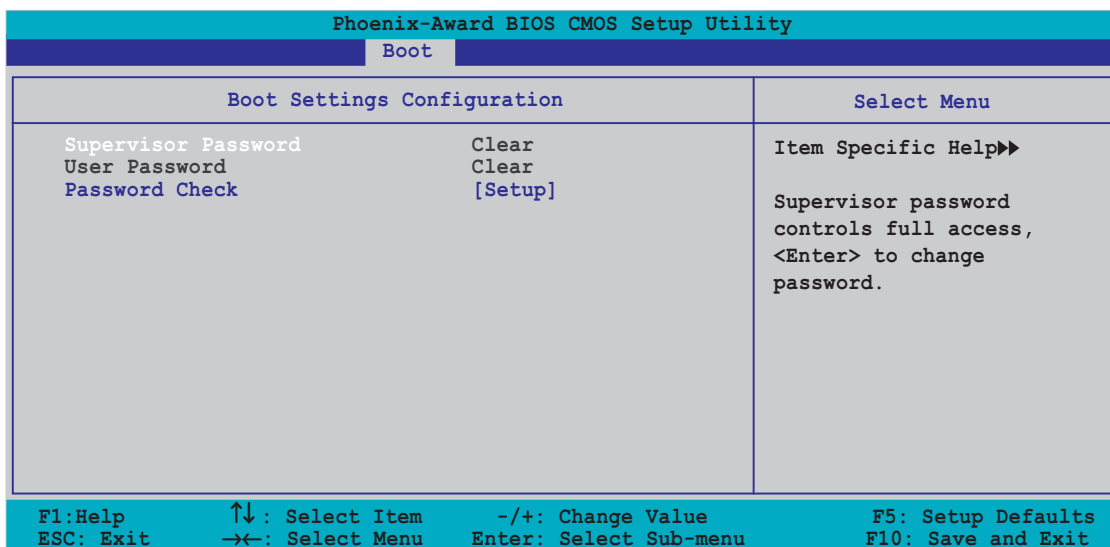 Phoenix-Award BIOS CMOS Setup Utility
Boot
Boot Settings Configuration
Select Menu
Supervisor Password Clear
User Password Clear
Password Check [Setup]
Item Specific Help▶▶
Supervisor password
controls full access,
<Enter> to change
password.
F1:Help ↑↓: Select Item -/+: Change Value F5: Setup Defaults
ESC: Exit →←: Select Menu Enter: Select Sub-menu F10: Save and Exit